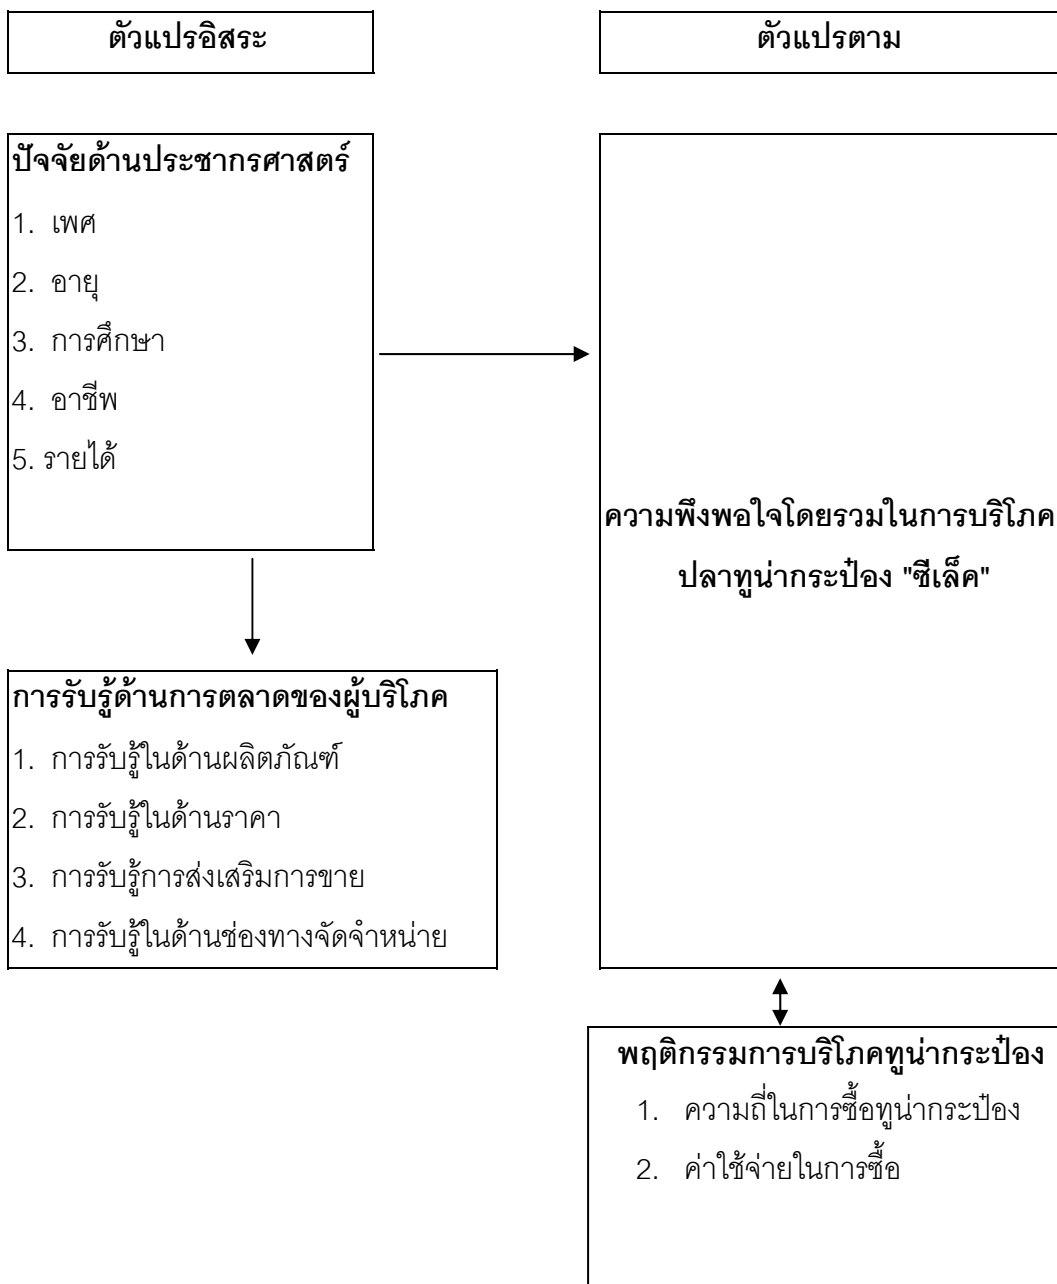 ตัวแปรอิสระ
ตัวแปรตาม
ปัจจัยด้านประชากรศาสตร์
1. เพศ
2. อายุ
3. การศึกษา
4. อาชีพ
5. รายได้
ความพึงพอใจโดยรวมในการบริโภค
ปลาทูน่ากระป๋อง "ซีเล็ค"
การรับรู้ด้านการตลาดของผู้บริโภค
1. การรับรู้ในด้านผลิตภัณฑ์
2. การรับรู้ในด้านราคา
3. การรับรู้การส่งเสริมการขาย
4. การรับรู้ในด้านช่องทางจัดจำหน่าย
พฤติกรรมการบริโภคทูน่ากระป๋อง
1. ความถี่ในการซื้อทูน่ากระป๋อง
2. ค่าใช้จ่ายในการซื้อ